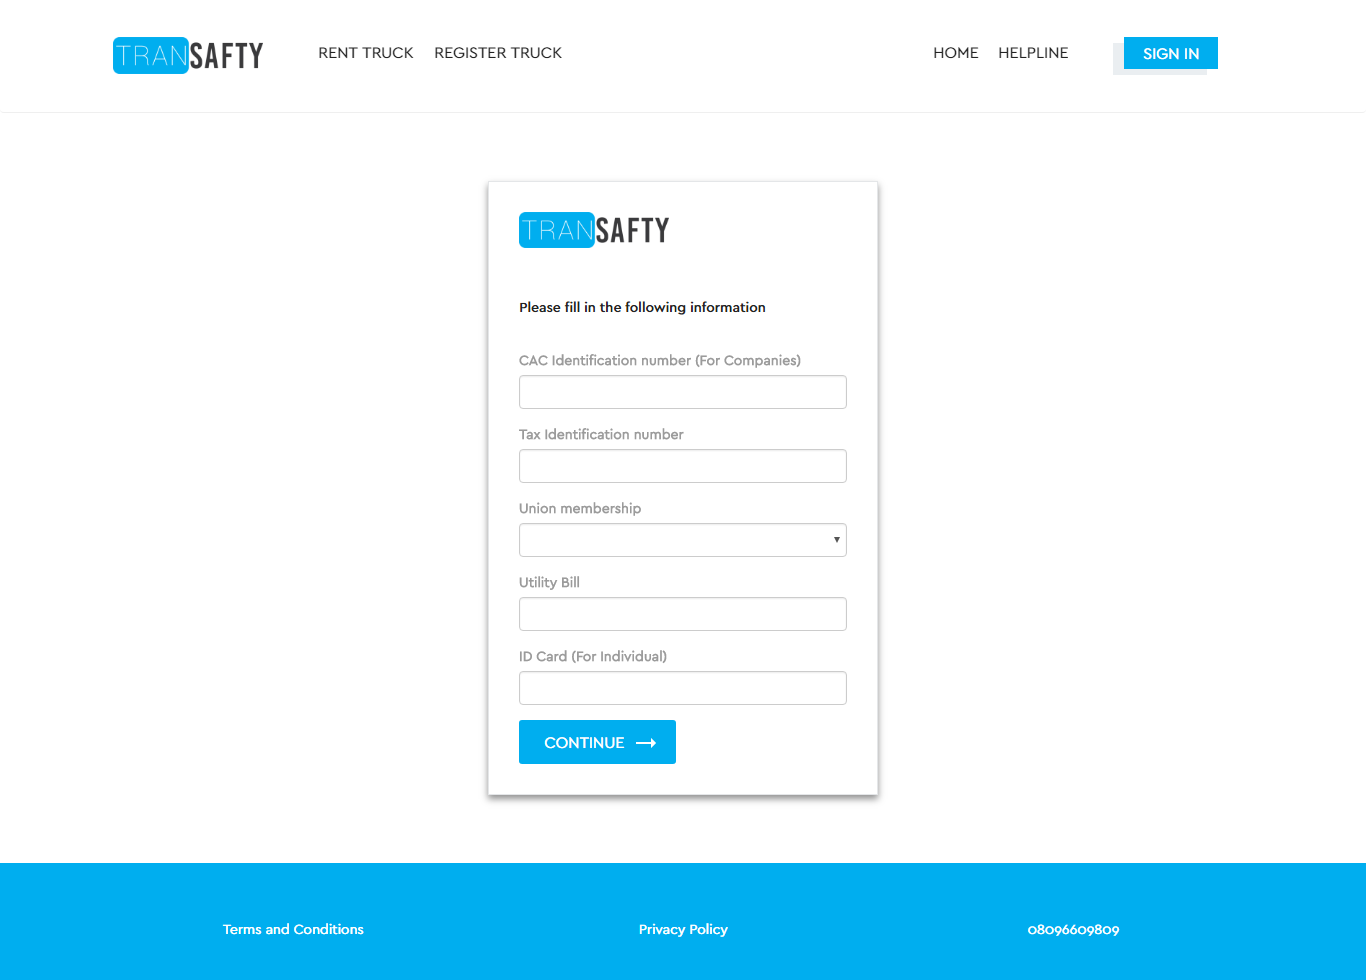 TRANSAFTY
RENT TRUCK
REGISTER TRUCK
HOME
HELPLINE
SIGN IN
TRANSAFTY
Please fill in the following information
CAC Identification number (For Companies)
Tax Identification number
Union membership
Utility Bill
ID Card (For Individual)
CONTINUE
Terms and Conditions
Privacy Policy
08096609809